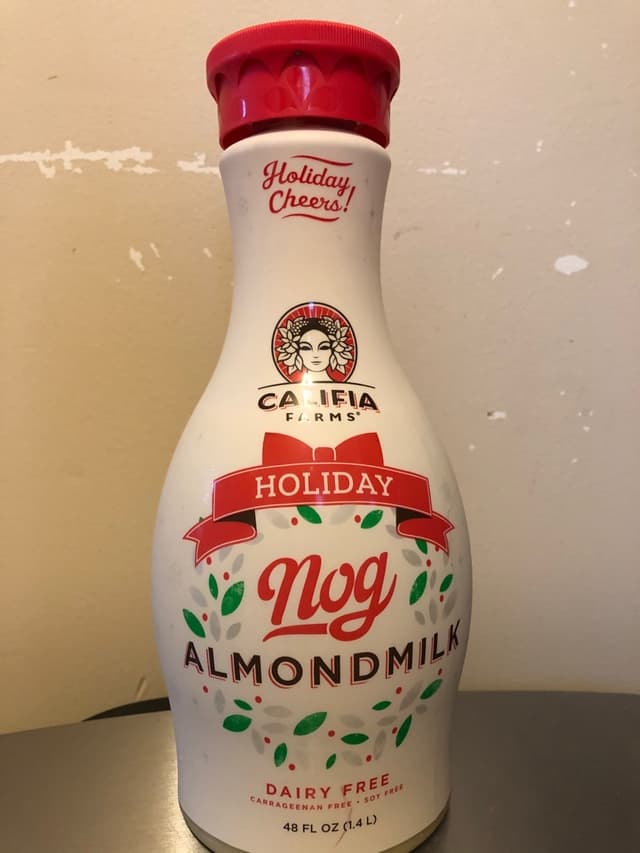 Holiday
Cheers!
CALIFIA
FARMS®
HOLIDAY
Nog
ALMONDMILK
DAIRY FREE
CARRAGEENAN FREE • SOY FREE
48 FL OZ (1.4 L)